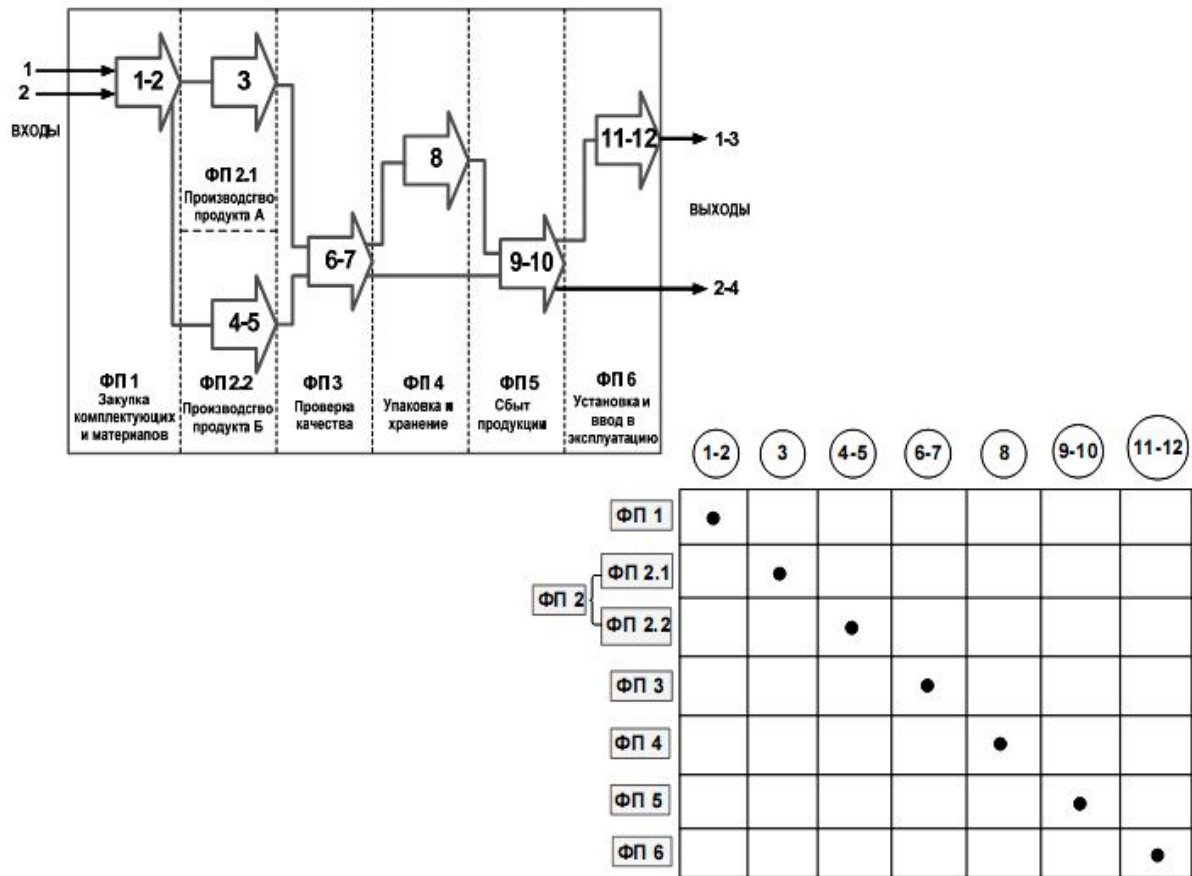 1
2
ВХОДЫ
1-2
3
8
11-12
1-3
ФП 2.1
Производство
продукта А
ВЫХОДЫ
6-7
9-10
2-4
4-5
ФП 1
Закупка
комплектующих
и материалов
ФП 2.2
Производство
продукта Б
ФП 3
Проверка
качества
ФП 4
Упаковка и
хранение
ФП 5
Сбыт
продукции
ФП 6
Установка и
ввод в
эксплуатацию
1-2 3 4-5 6-7 8 9-10 11-12
ФП 1
ФП 2
ФП 2.1
ФП 2.2
ФП 3
ФП 4
ФП 5
ФП 6